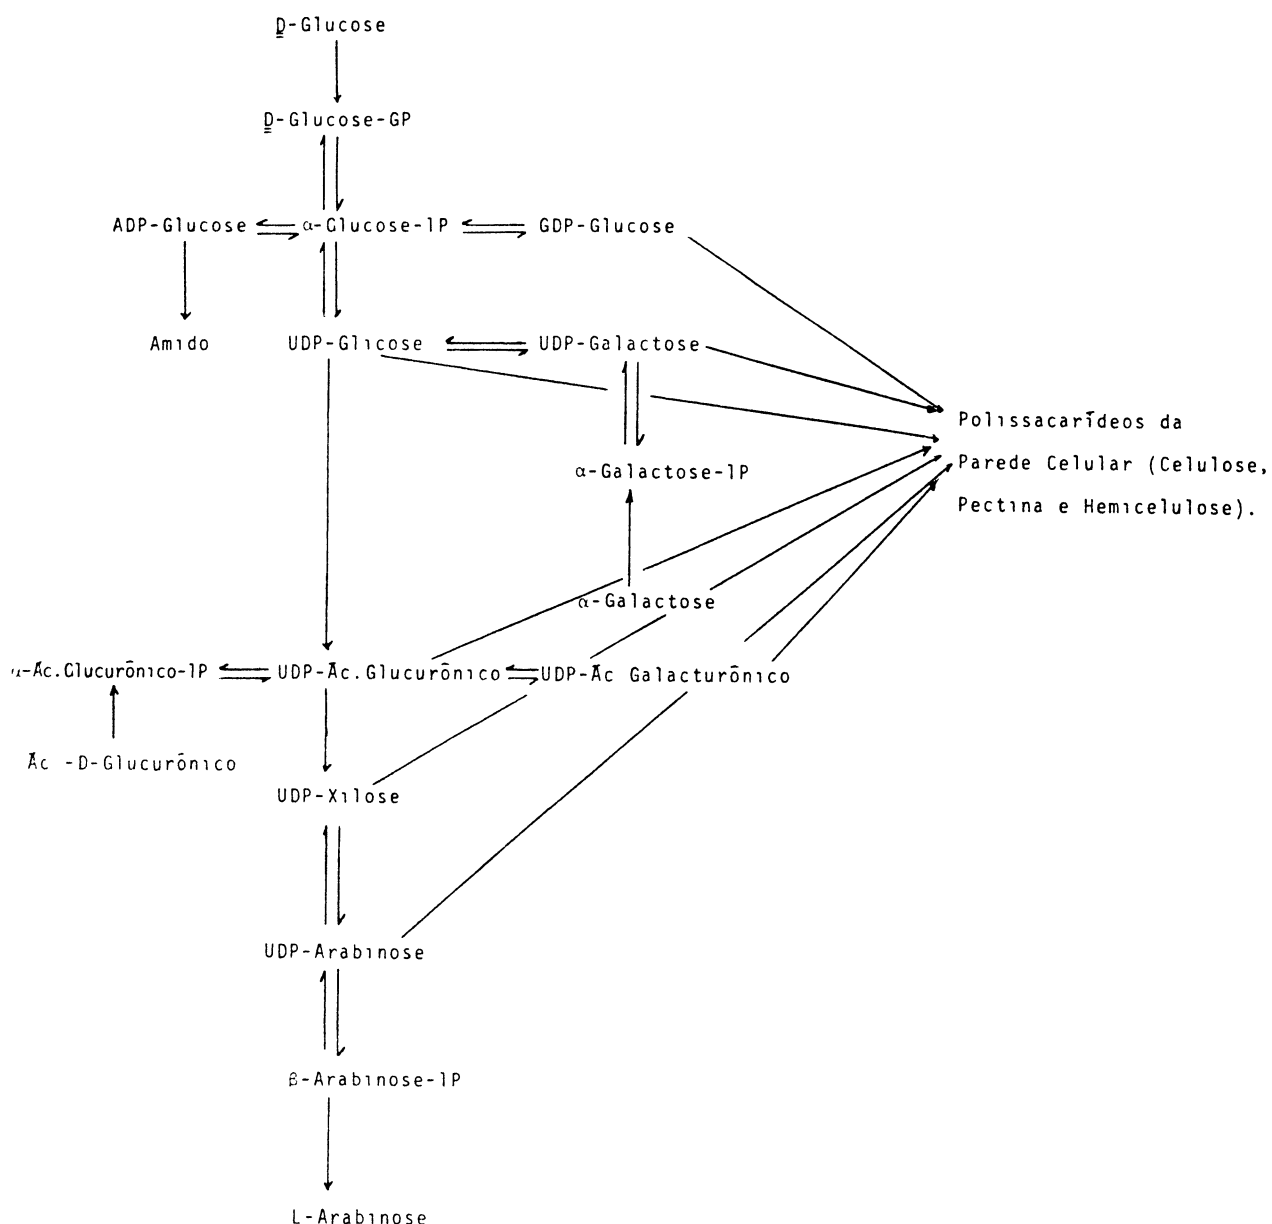 D-Glucose
D-Glucose-GP
ADP-Glucose α-Glucose-1P GDP-Glucose
Amido UDP-Glicose UDP-Galactose
Polissacarídeos da
Parede Celular (Celulose,
Pectina e Hemicelulose).
α-Galactose-1P
α-Galactose
α-Ác.Glucurônico-1P UDP-Ác.Glucurônico UDP-Ác Galacturônico
Ác -D-Glucurônico
UDP-Xilose
UDP-Arabinose
β-Arabinose-1P
L-Arabinose